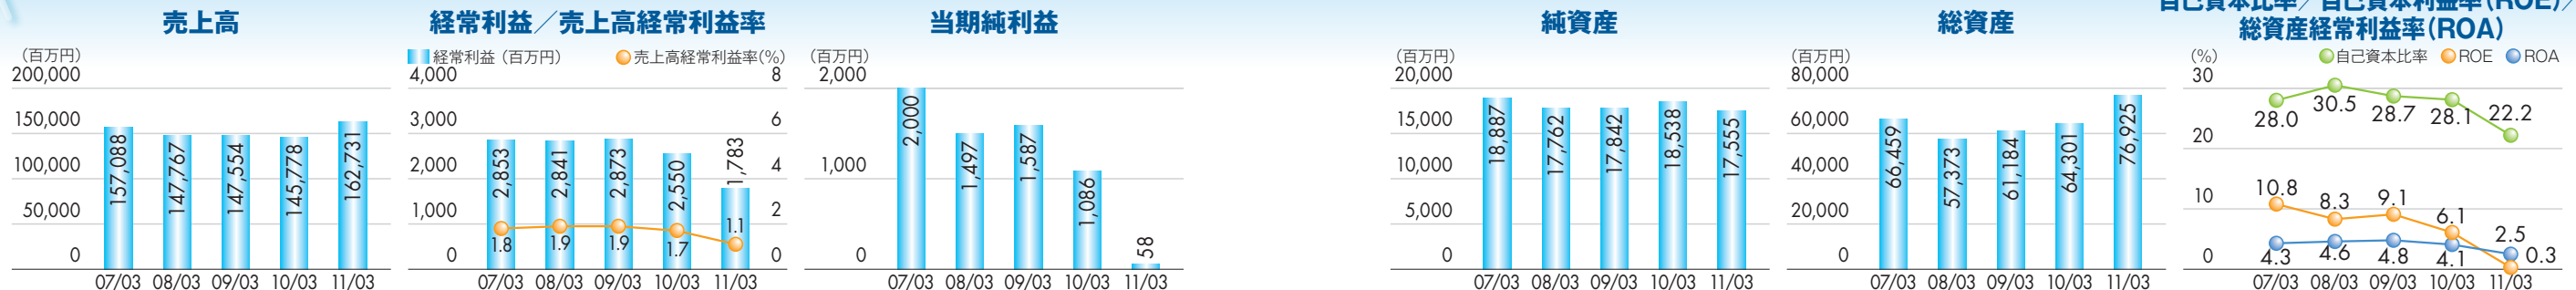 売上高
（百万円）
200,000
150,000
100,000
50,000
0
157,088
147,767
147,554
145,778
162,731
07/03 08/03 09/03 10/03 11/03
経常利益／売上高経常利益率
経常利益（百万円） 売上高経常利益率(%)
4,000 8
3,000 6
2,000 4
1,000 2
0 0
2,853
2,841
2,873
2,550
1,783
1.8 1.9 1.9 1.7 1.1
07/03 08/03 09/03 10/03 11/03
当期純利益
（百万円）
2,000
1,000
0
2,000
1,497
1,587
1,086
58
07/03 08/03 09/03 10/03 11/03
純資産
（百万円）
20,000
15,000
10,000
5,000
0
18,887
17,762
17,842
18,538
17,555
07/03 08/03 09/03 10/03 11/03
総資産
（百万円）
80,000
60,000
40,000
20,000
0
66,459
57,373
61,184
64,301
76,925
07/03 08/03 09/03 10/03 11/03
自己資本比率／自己資本利益率(ROE)／
総資産経常利益率(ROA)
(%) 自己資本比率 ROE ROA
30
20
10
0
28.0 30.5 28.7 28.1 22.2
10.8 8.3 9.1 6.1 0.3
4.3 4.6 4.8 4.1 2.5
07/03 08/03 09/03 10/03 11/03